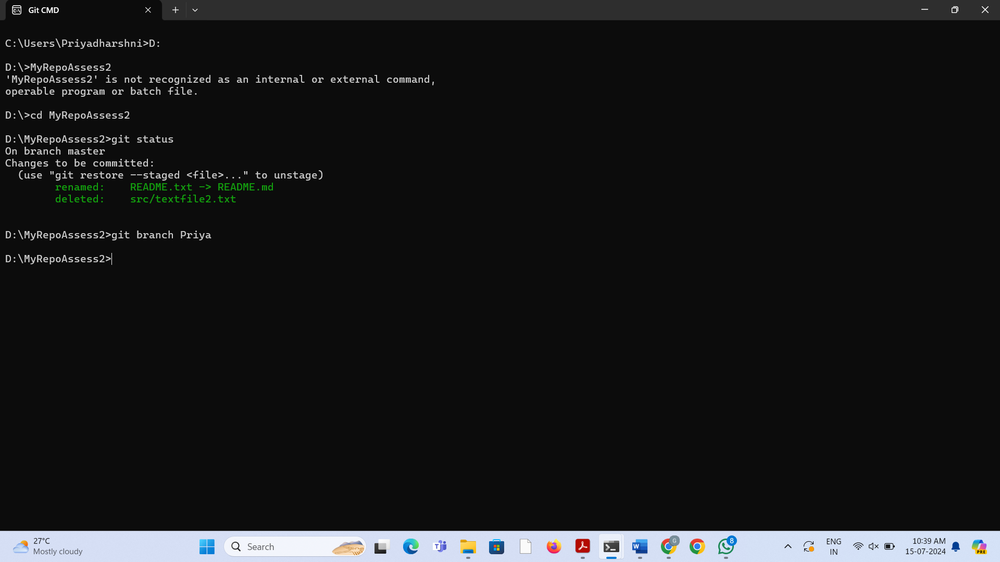 Git CMD
C:\Users\Priyadharshni>D:
D:\>MyRepoAssess2
'MyRepoAssess2' is not recognized as an internal or external command,
operable program or batch file.
D:\>cd MyRepoAssess2
D:\MyRepoAssess2>git status
On branch master
Changes to be committed:
  (use "git restore --staged <file>..." to unstage)
        renamed:    README.txt -> README.md
        deleted:    src/textfile2.txt
D:\MyRepoAssess2>git branch Priya
D:\MyRepoAssess2>
27°C
Mostly cloudy
Search
T
W
G
8
ENG
IN
10:39 AM
15-07-2024
PRE